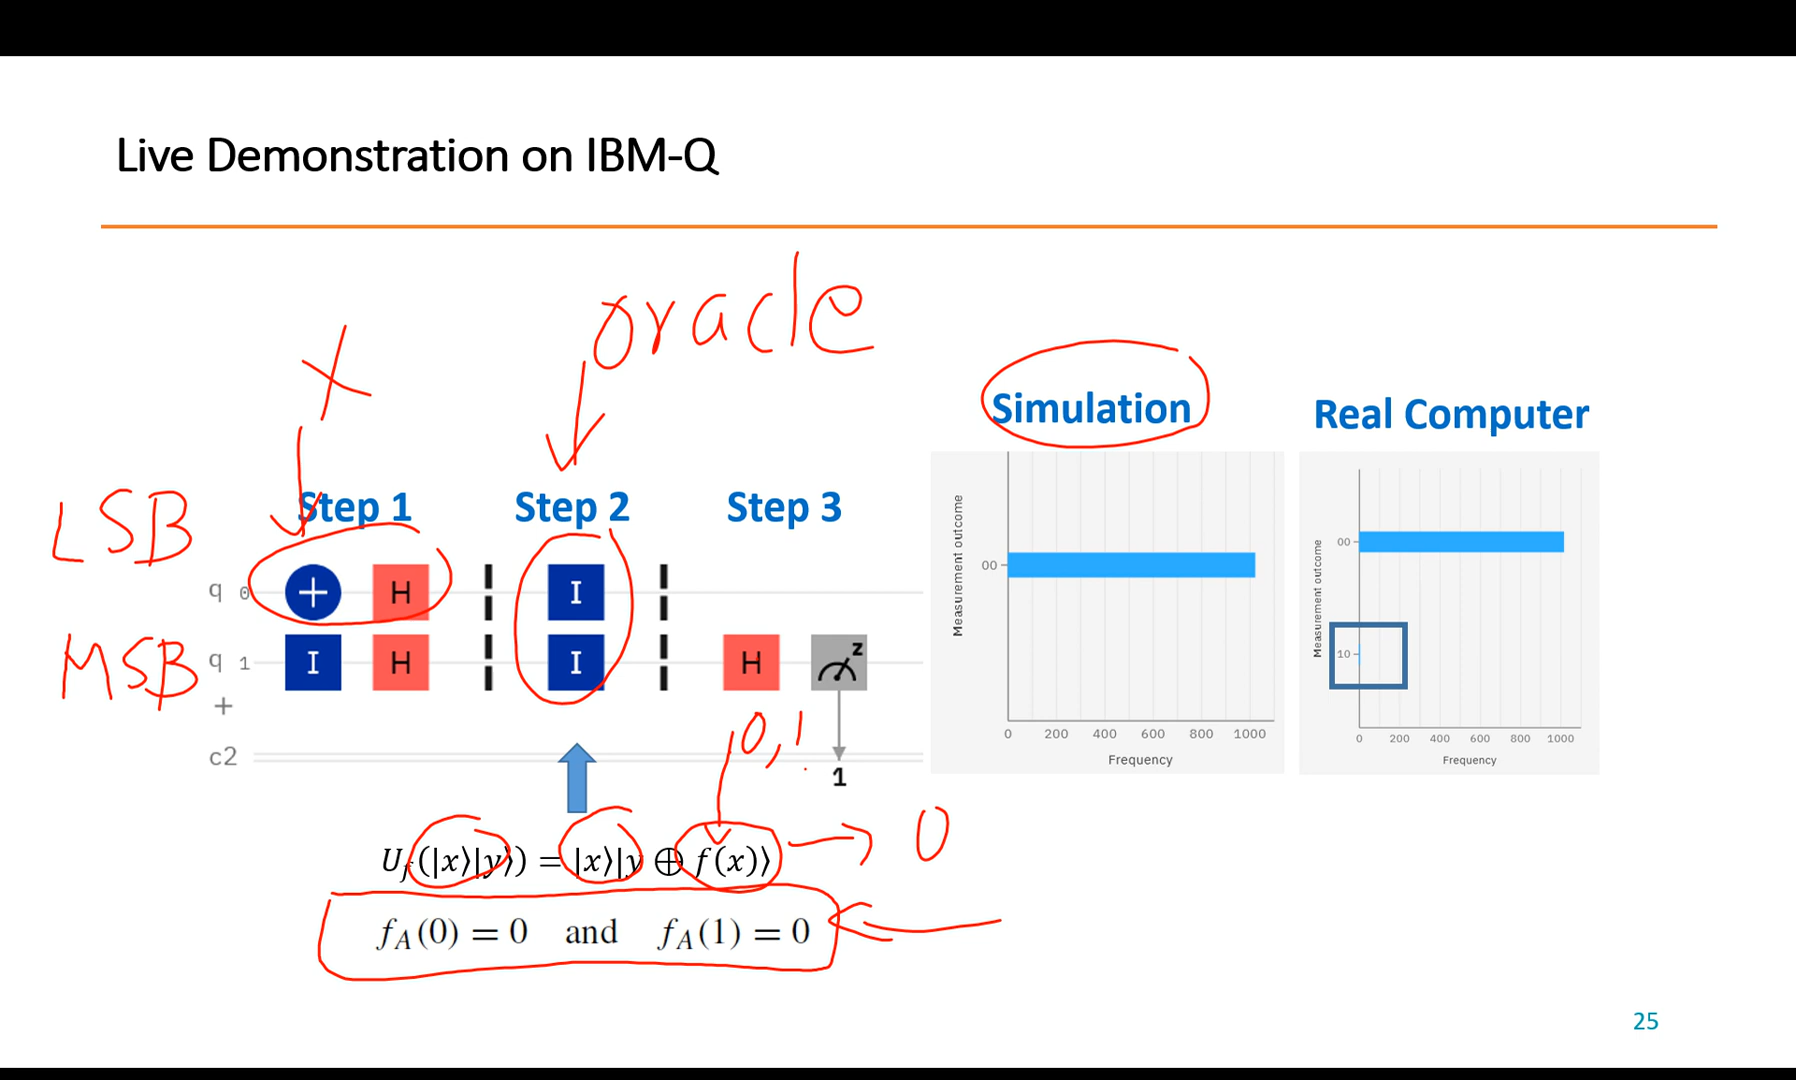 Live Demonstration on IBM-Q
oracle
X
Simulation
Real Computer
LSB
Step 1 Step 2 Step 3
q 0 + H I
MSB
q 1 I H I H z
+
c2
1
0, 1
Measurement outcome
00
0 200 400 600 800 1000
Frequency
Measurement outcome
00
10
0 200 400 600 800 1000
Frequency
U_f(|x⟩|y⟩) = |x⟩|y ⊕ f(x)⟩ → 0
f_A(0) = 0 and f_A(1) = 0
25